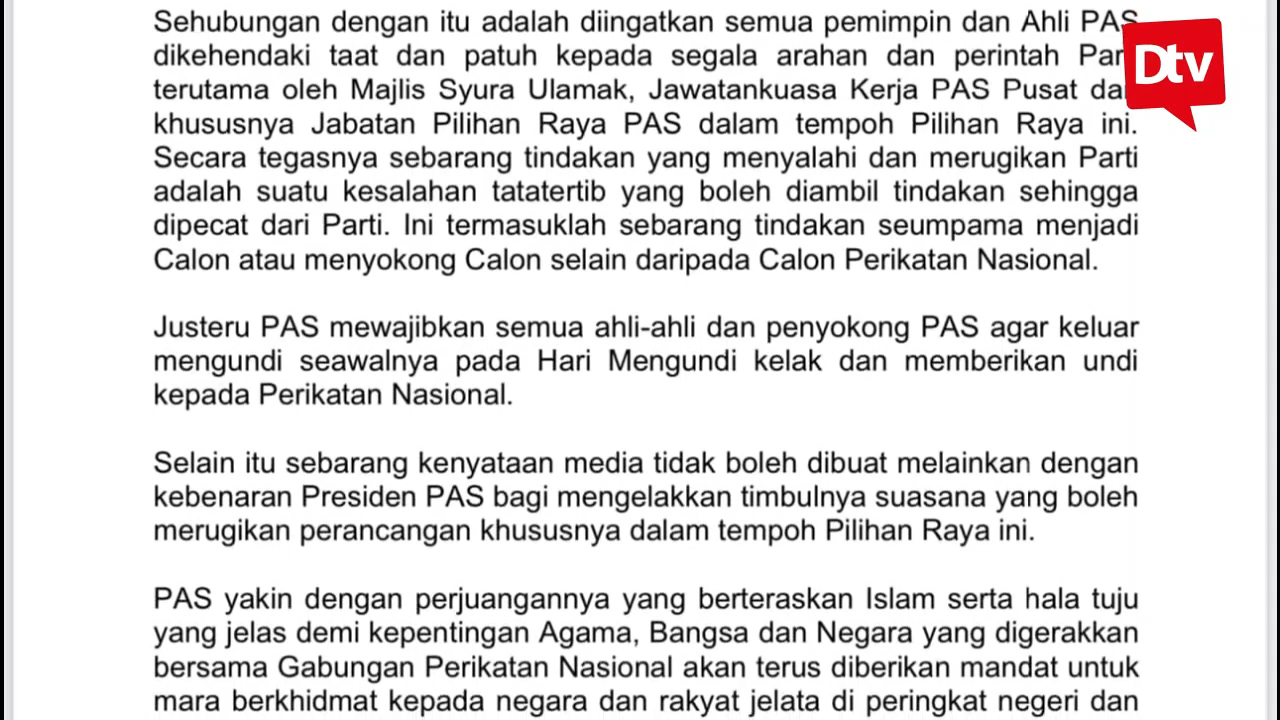 Sehubungan dengan itu adalah diingatkan semua pemimpin dan Ahli PAS
dikehendaki taat dan patuh kepada segala arahan dan perintah
terutama oleh Majlis Syura Ulamak, Jawatankuasa Kerja PAS Pusat
khususnya Jabatan Pilihan Raya PAS dalam tempoh Pilihan Raya ini.
Secara tegasnya sebarang tindakan yang menyalahi dan merugikan Parti
adalah suatu kesalahan tatatertib yang boleh diambil tindakan sehingga
dipecat dari Parti. Ini termasuklah sebarang tindakan seumpama menjadi
Calon atau menyokong Calon selain daripada Calon Perikatan Nasional.
Justeru PAS mewajibkan semua ahli-ahli dan penyokong PAS agar keluar
mengundi seawalnya pada Hari Mengundi kelak dan memberikan undi
kepada Perikatan Nasional.
Selain itu sebarang kenyataan media tidak boleh dibuat melainkan dengan
kebenaran Presiden PAS bagi mengelakkan timbulnya suasana yang boleh
merugikan perancangan khususnya dalam tempoh Pilihan Raya ini.
PAS yakin dengan perjuangannya yang berteraskan Islam serta hala tuju
yang jelas demi kepentingan Agama, Bangsa dan Negara yang digerakkan
bersama Gabungan Perikatan Nasional akan terus diberikan mandat untuk
mara berkhidmat kepada negara dan rakyat jelata di peringkat negeri dan
Dtv